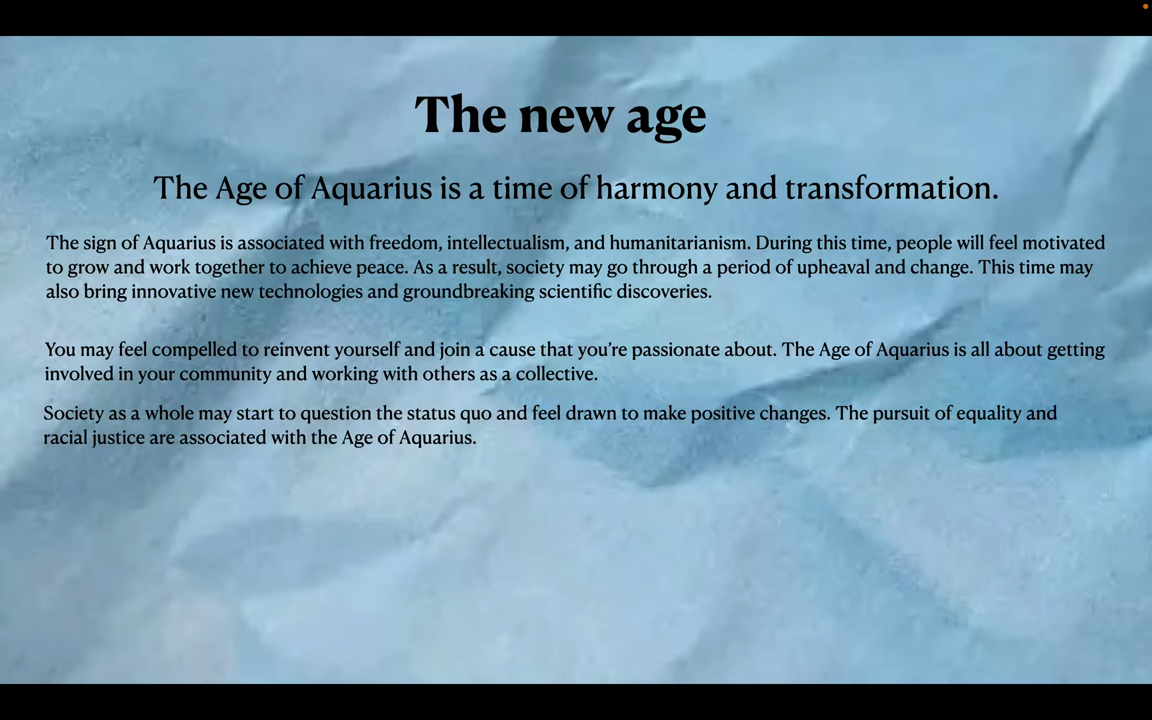 The new age
The Age of Aquarius is a time of harmony and transformation.
The sign of Aquarius is associated with freedom, intellectualism, and humanitarianism. During this time, people will feel motivated
to grow and work together to achieve peace. As a result, society may go through a period of upheaval and change. This time may
also bring innovative new technologies and groundbreaking scientific discoveries.
You may feel compelled to reinvent yourself and join a cause that you’re passionate about. The Age of Aquarius is all about getting
involved in your community and working with others as a collective.
Society as a whole may start to question the status quo and feel drawn to make positive changes. The pursuit of equality and
racial justice are associated with the Age of Aquarius.